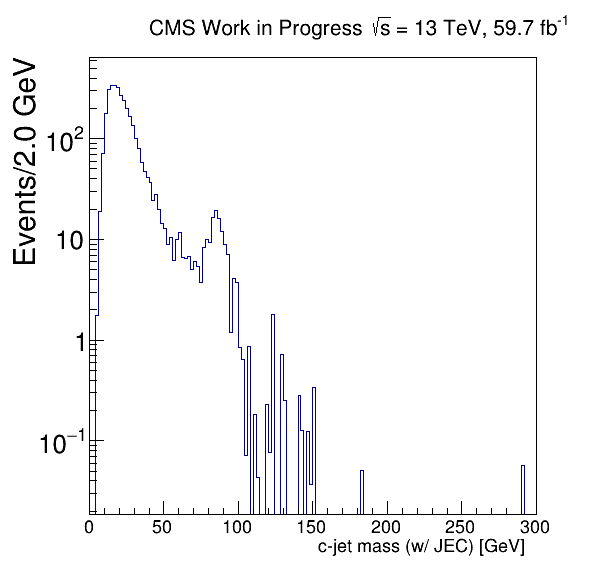 CMS Work in Progress √s = 13 TeV, 59.7 fb⁻¹
Events/2.0 GeV
10²
10
1
10⁻¹
0 50 100 150 200 250 300
c-jet mass (w/ JEC) [GeV]